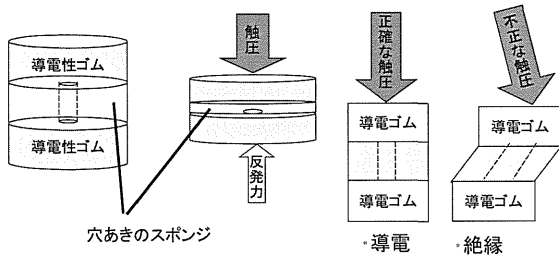 導電性ゴム
導電性ゴム
穴あきのスポンジ
触圧
反発力
正確な触圧
導電ゴム
導電ゴム
・導電
不正な触圧
導電ゴム
導電ゴム
・絶縁